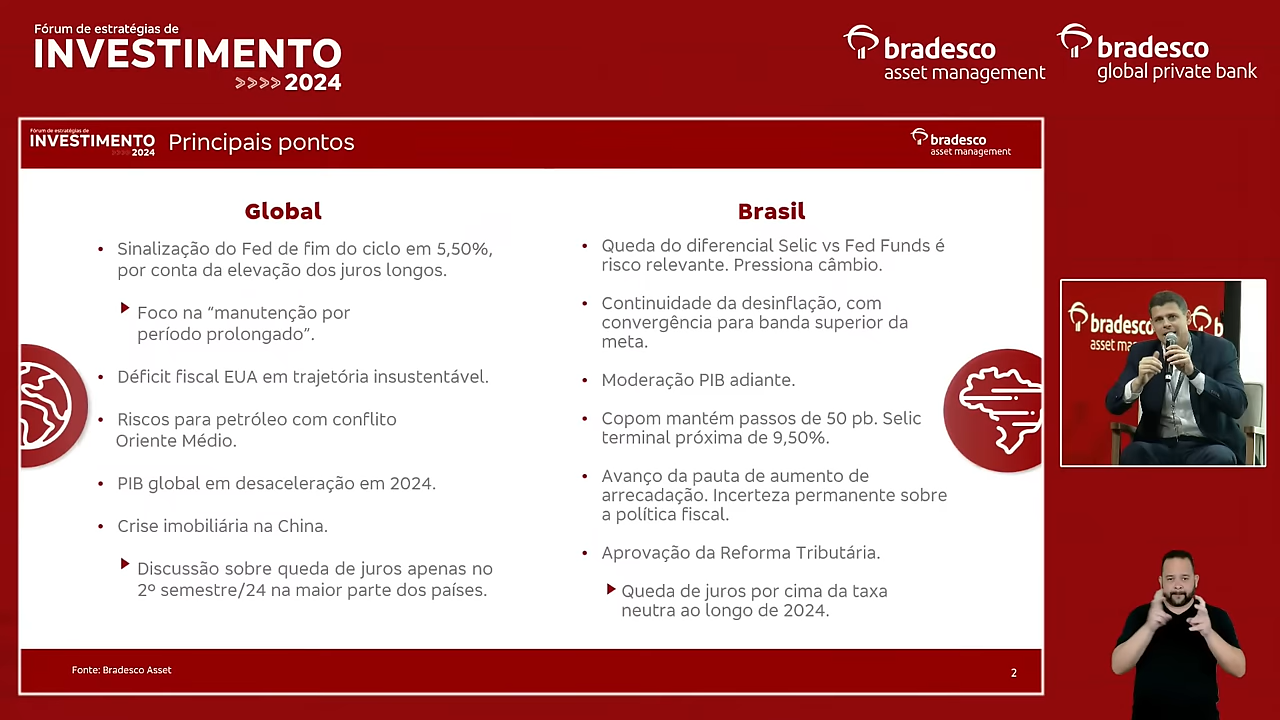 Fórum de estratégias de
INVESTIMENTO
>>>> 2024
bradesco
asset management
bradesco
global private bank
Fórum de estratégias de
INVESTIMENTO
>>>> 2024
Principais pontos
bradesco
asset management
Global
• Sinalização do Fed de fim do ciclo em 5,50%,
por conta da elevação dos juros longos.
Foco na “manutenção por
período prolongado”.
• Déficit fiscal EUA em trajetória insustentável.
• Riscos para petróleo com conflito
Oriente Médio.
• PIB global em desaceleração em 2024.
• Crise imobiliária na China.
Discussão sobre queda de juros apenas no
2º semestre/24 na maior parte dos países.
Brasil
• Queda do diferencial Selic vs Fed Funds é
risco relevante. Pressiona câmbio.
• Continuidade da desinflação, com
convergência para banda superior da
meta.
• Moderação PIB adiante.
• Copom mantém passos de 50 pb. Selic
terminal próxima de 9,50%.
• Avanço da pauta de aumento de
arrecadação. Incerteza permanente sobre
a política fiscal.
• Aprovação da Reforma Tributária.
Queda de juros por cima da taxa
neutra ao longo de 2024.
Fonte: Bradesco Asset
2
bradesco
asset
b